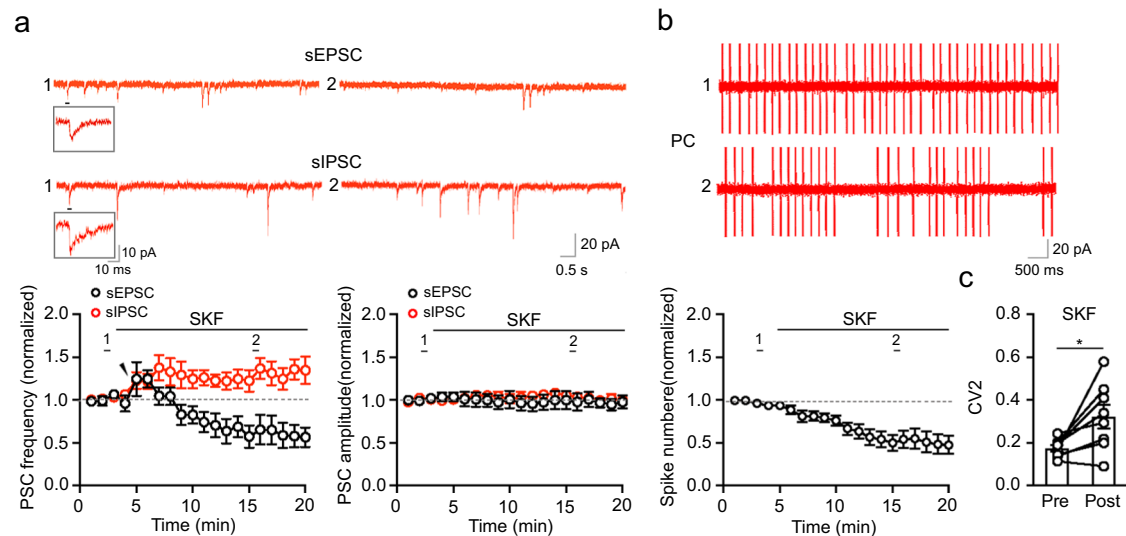 a
sEPSC
1
2
sIPSC
1
2
10 pA
10 ms
20 pA
0.5 s
b
PC
1
2
20 pA
500 ms
sEPSC
sIPSC
SKF
1
2
PSC frequency (normalized)
2.0
1.5
1.0
0.5
0.0
0 5 10 15 20
Time (min)
sEPSC
sIPSC
SKF
1
2
PSC amplitude(normalized)
2.0
1.5
1.0
0.5
0.0
0 5 10 15 20
Time (min)
SKF
1
2
Spike numbere(normalized)
2.0
1.5
1.0
0.5
0.0
0 5 10 15 20
Time (min)
c
SKF
*
CV2
0.8
0.6
0.4
0.2
0.0
Pre Post